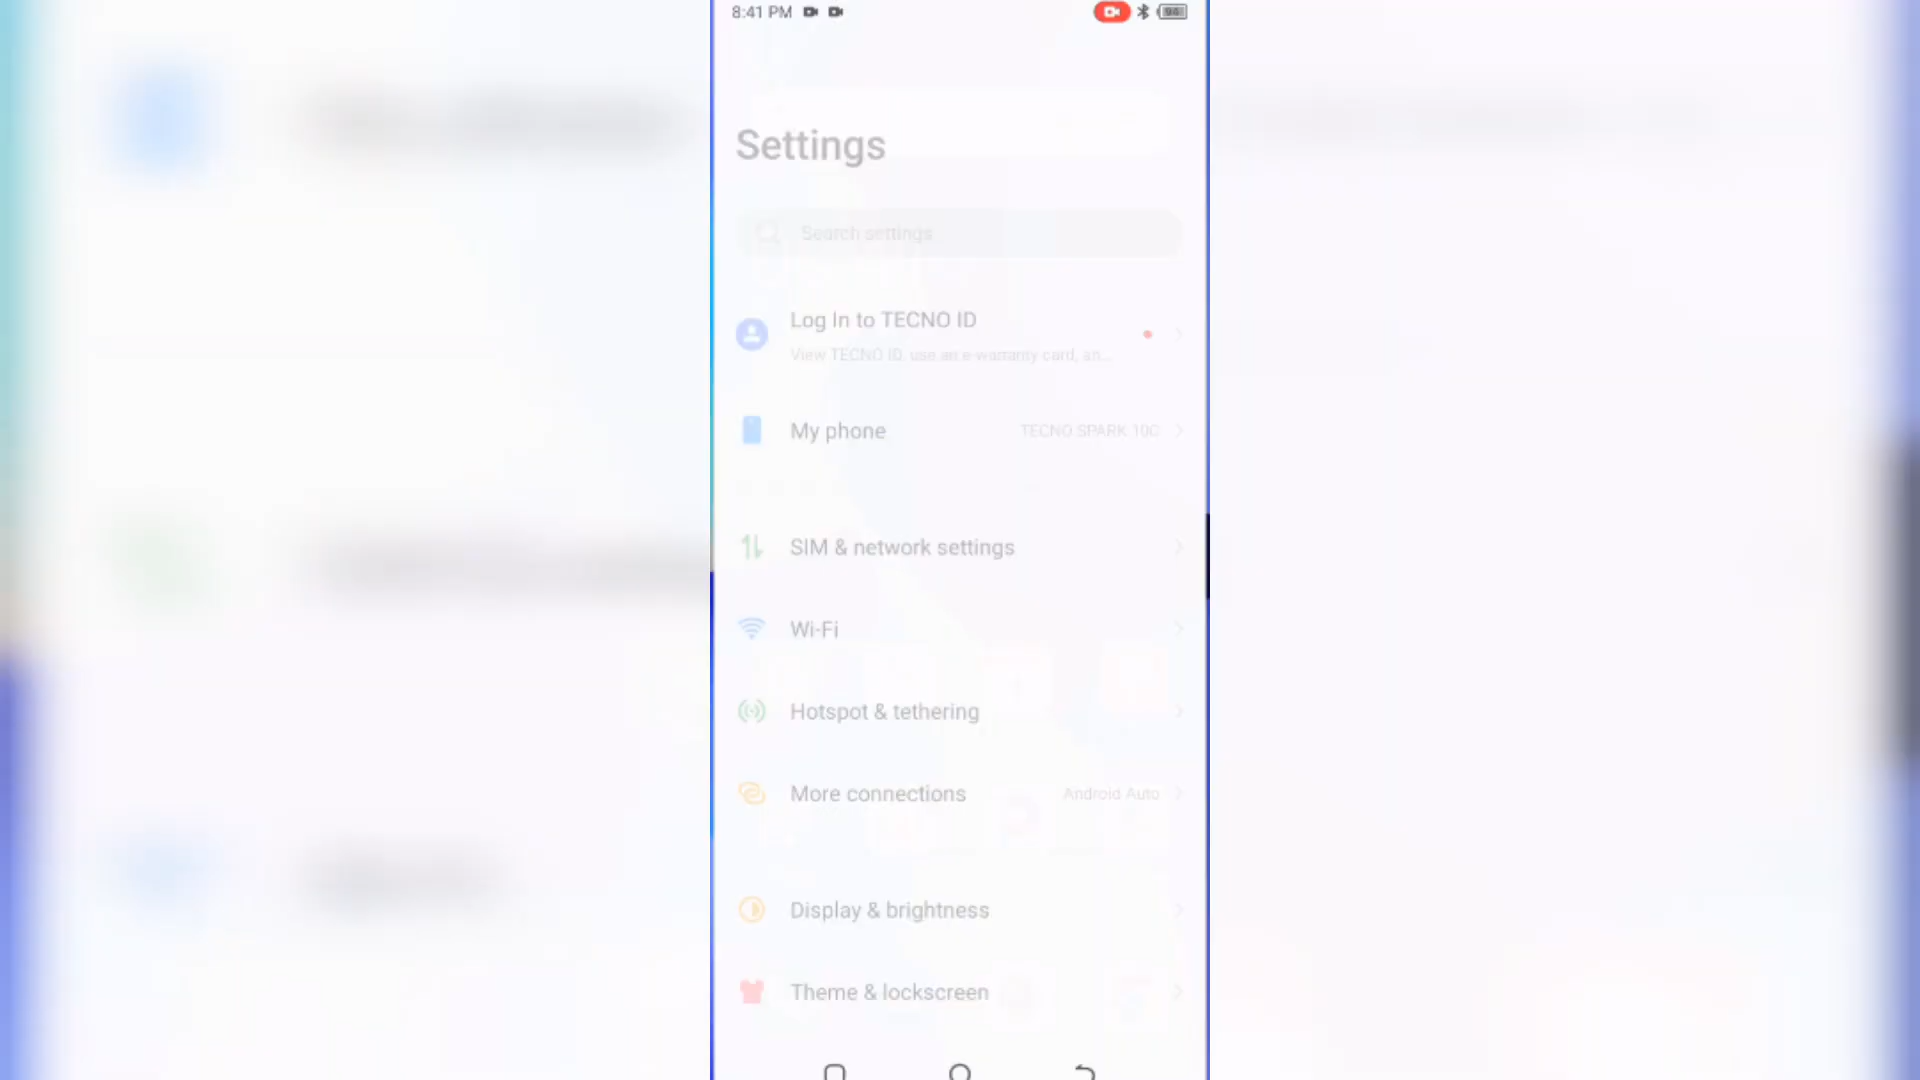 8:41 PM
94
Settings
Search settings
Log In to TECNO ID
View TECNO ID, use an e-warranty card, an...
My phone
TECNO SPARK 10C
SIM & network settings
Wi-Fi
Hotspot & tethering
More connections
Android Auto
Display & brightness
Theme & lockscreen